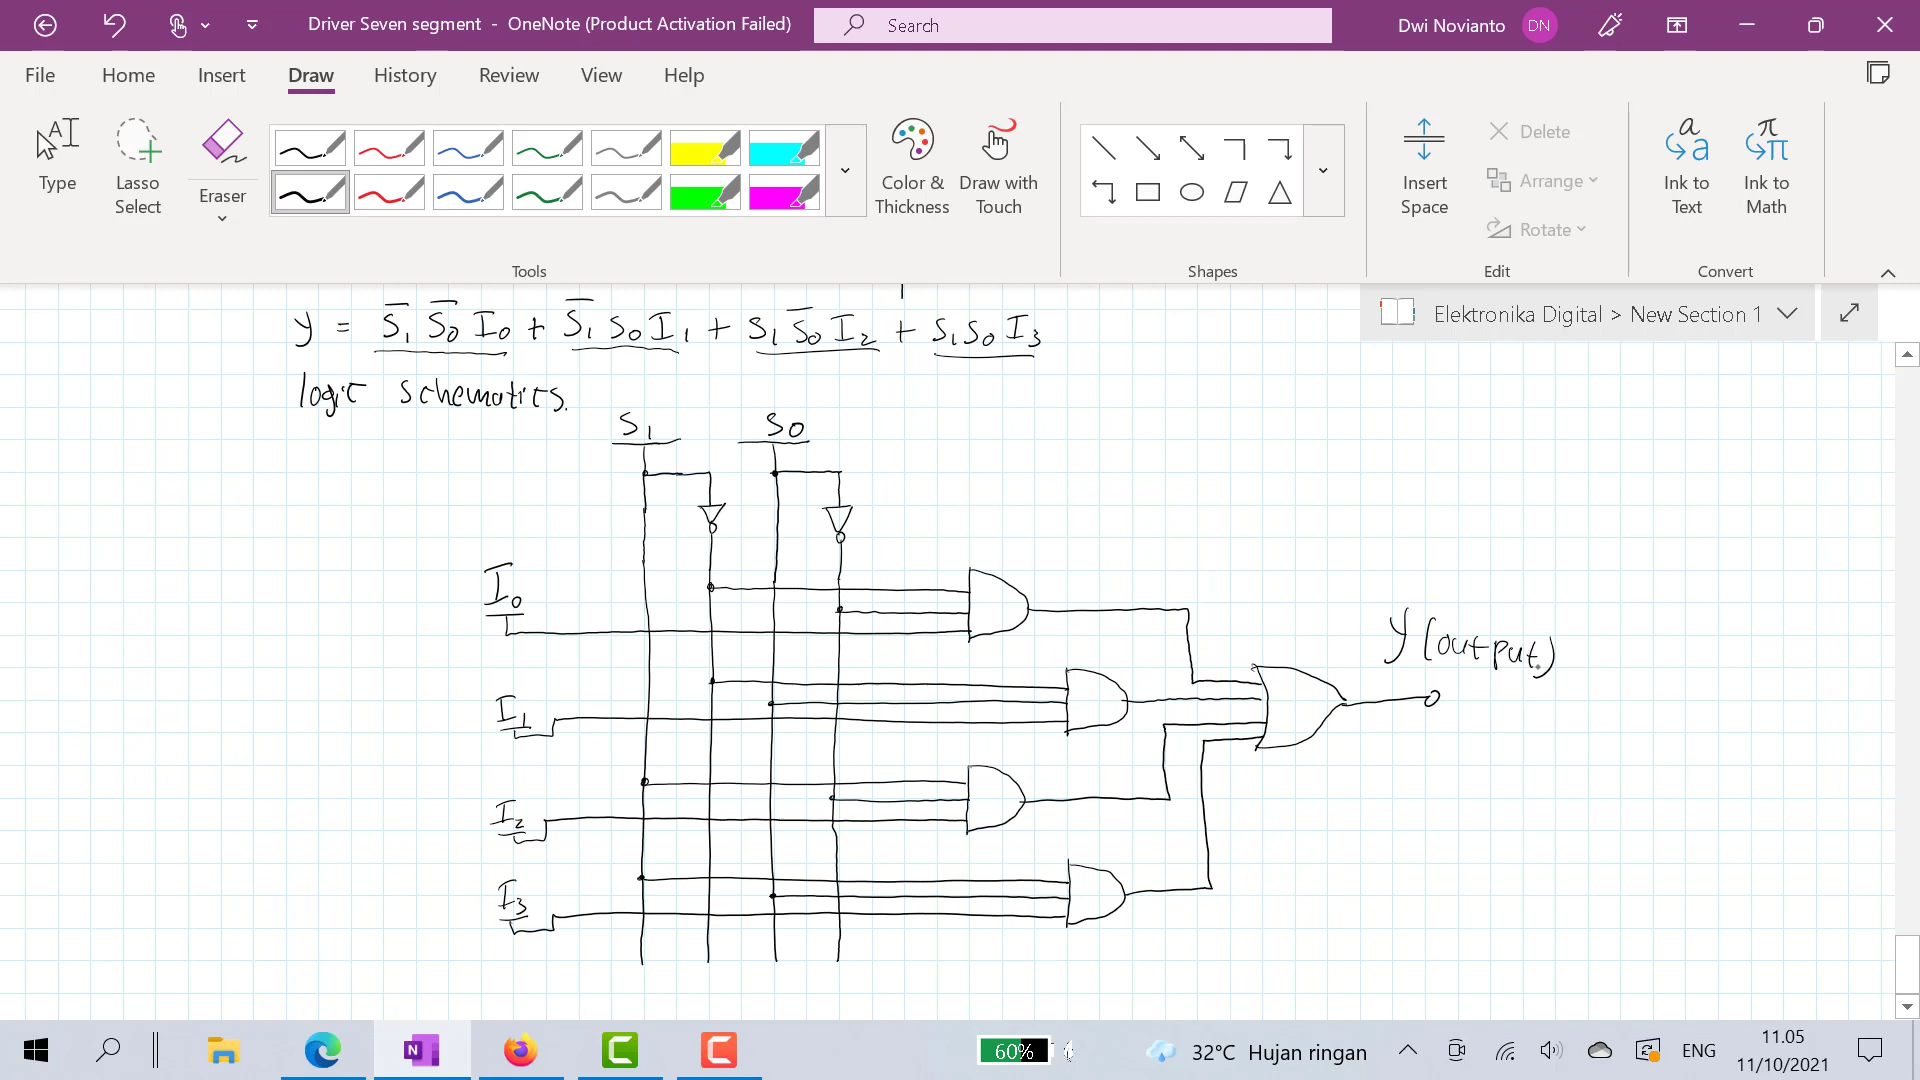 Driver Seven segment - OneNote (Product Activation Failed)
Search
Dwi Novianto
DN
File
Home
Insert
Draw
History
Review
View
Help
Type
Lasso Select
Eraser
Color & Thickness
Draw with Touch
Tools
Shapes
Insert Space
Delete
Arrange
Rotate
Edit
a
a
Ink to Text
π
π
Ink to Math
Convert
Elektronika Digital > New Section 1
y = S̅₁ S̅₀ I₀ + S̅₁ S₀ I₁ + S₁ S̅₀ I₂ + S₁ S₀ I₃
logic schematics.
S₁
S₀
I₀
I₁
I₂
I₃
Y (output)
60%
32°C Hujan ringan
ENG
11.05
11/10/2021